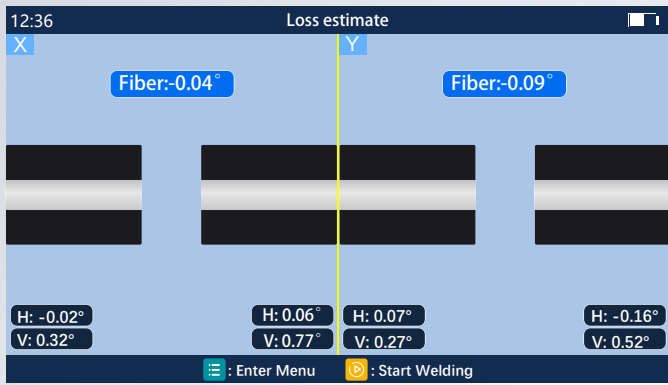 12:36 Loss estimate
X Y
Fiber:-0.04° Fiber:-0.09°
H: -0.02° H: 0.06° H: 0.07° H: -0.16°
V: 0.32° V: 0.77° V: 0.27° V: 0.52°
: Enter Menu : Start Welding